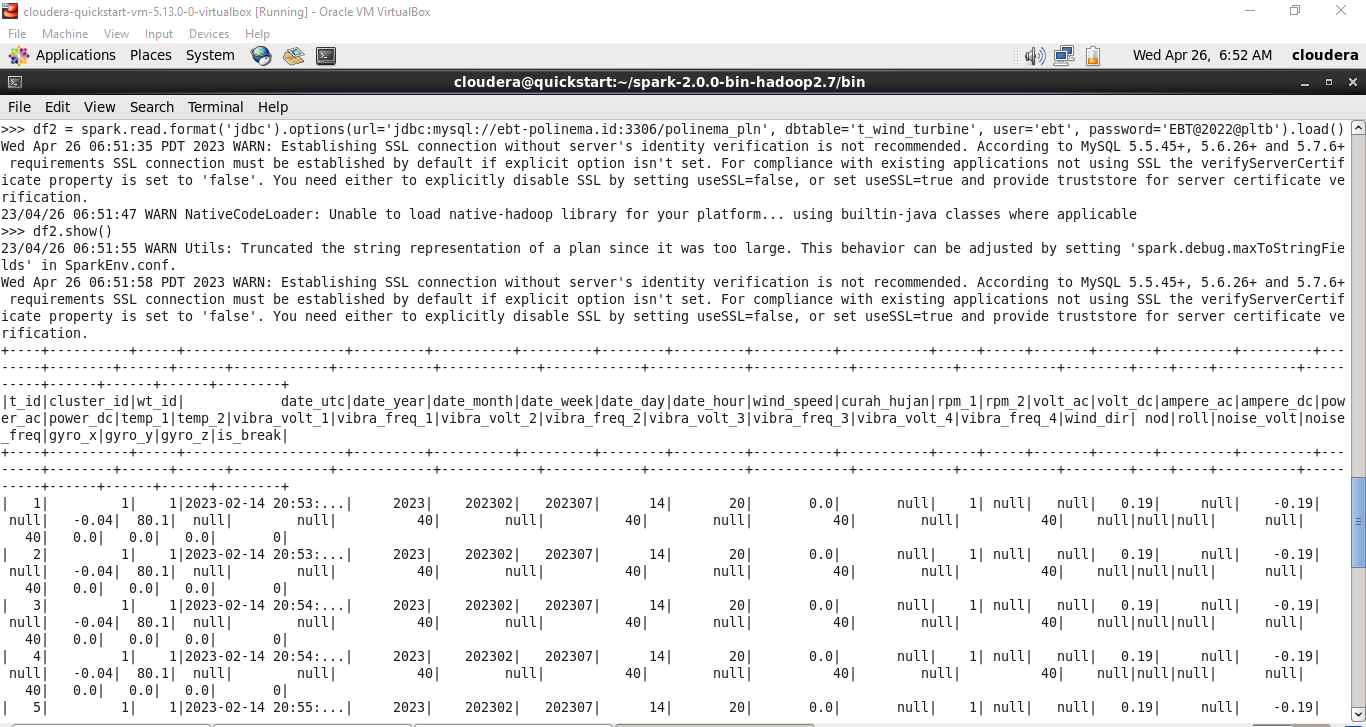 cloudera-quickstart-vm-5.13.0-0-virtualbox [Running] - Oracle VM VirtualBox
File Machine View Input Devices Help
Applications Places System Wed Apr 26, 6:52 AM cloudera
cloudera@quickstart:~/spark-2.0.0-bin-hadoop2.7/bin
File Edit View Search Terminal Help
>>> df2 = spark.read.format('jdbc').options(url='jdbc:mysql://ebt-polinema.id:3306/polinema_pln', dbtable='t_wind_turbine', user='ebt', password='EBT@2022@pltb').load()
Wed Apr 26 06:51:35 PDT 2023 WARN: Establishing SSL connection without server's identity verification is not recommended. According to MySQL 5.5.45+, 5.6.26+ and 5.7.6+
 requirements SSL connection must be established by default if explicit option isn't set. For compliance with existing applications not using SSL the verifyServerCertif
icate property is set to 'false'. You need either to explicitly disable SSL by setting useSSL=false, or set useSSL=true and provide truststore for server certificate ve
rification.
23/04/26 06:51:47 WARN NativeCodeLoader: Unable to load native-hadoop library for your platform... using builtin-java classes where applicable
>>> df2.show()
23/04/26 06:51:55 WARN Utils: Truncated the string representation of a plan since it was too large. This behavior can be adjusted by setting 'spark.debug.maxToStringFie
lds' in SparkEnv.conf.
Wed Apr 26 06:51:58 PDT 2023 WARN: Establishing SSL connection without server's identity verification is not recommended. According to MySQL 5.5.45+, 5.6.26+ and 5.7.6+
 requirements SSL connection must be established by default if explicit option isn't set. For compliance with existing applications not using SSL the verifyServerCertif
icate property is set to 'false'. You need either to explicitly disable SSL by setting useSSL=false, or set useSSL=true and provide truststore for server certificate ve
rification.
+----+----------+-----+--------------------+---------+----------+---------+--------+---------+----------+-----------+-----+-----+-------+-------+---------+---------+---
-----+--------+------+------+------------+------------+------------+------------+------------+------------+------------+------------+--------+----+----+----------+-----
-----+------+------+------+--------+
|t_id|cluster_id|wt_id|            date_utc|date_year|date_month|date_week|date_day|date_hour|wind_speed|curah_hujan|rpm_1|rpm_2|volt_ac|volt_dc|ampere_ac|ampere_dc|pow
er_ac|power_dc|temp_1|temp_2|vibra_volt_1|vibra_freq_1|vibra_volt_2|vibra_freq_2|vibra_volt_3|vibra_freq_3|vibra_volt_4|vibra_freq_4|wind_dir| nod|roll|noise_volt|noise
_freq|gyro_x|gyro_y|gyro_z|is_break|
+----+----------+-----+--------------------+---------+----------+---------+--------+---------+----------+-----------+-----+-----+-------+-------+---------+---------+---
-----+--------+------+------+------------+------------+------------+------------+------------+------------+------------+------------+--------+----+----+----------+-----
-----+------+------+------+--------+
|   1|         1|    1|2023-02-14 20:53:...|     2023|    202302|   202307|      14|       20|       0.0|       null|    1| null|   null|   0.19|     null|    -0.19|
 null|   -0.04|  80.1|  null|        null|          40|        null|          40|        null|          40|        null|          40|    null|null|null|      null|
   40|   0.0|   0.0|   0.0|       0|
|   2|         1|    1|2023-02-14 20:53:...|     2023|    202302|   202307|      14|       20|       0.0|       null|    1| null|   null|   0.19|     null|    -0.19|
 null|   -0.04|  80.1|  null|        null|          40|        null|          40|        null|          40|        null|          40|    null|null|null|      null|
   40|   0.0|   0.0|   0.0|       0|
|   3|         1|    1|2023-02-14 20:54:...|     2023|    202302|   202307|      14|       20|       0.0|       null|    1| null|   null|   0.19|     null|    -0.19|
 null|   -0.04|  80.1|  null|        null|          40|        null|          40|        null|          40|        null|          40|    null|null|null|      null|
   40|   0.0|   0.0|   0.0|       0|
|   4|         1|    1|2023-02-14 20:54:...|     2023|    202302|   202307|      14|       20|       0.0|       null|    1| null|   null|   0.19|     null|    -0.19|
 null|   -0.04|  80.1|  null|        null|          40|        null|          40|        null|          40|        null|          40|    null|null|null|      null|
   40|   0.0|   0.0|   0.0|       0|
|   5|         1|    1|2023-02-14 20:55:...|     2023|    202302|   202307|      14|       20|       0.0|       null|    1| null|   null|   0.19|     null|    -0.19|